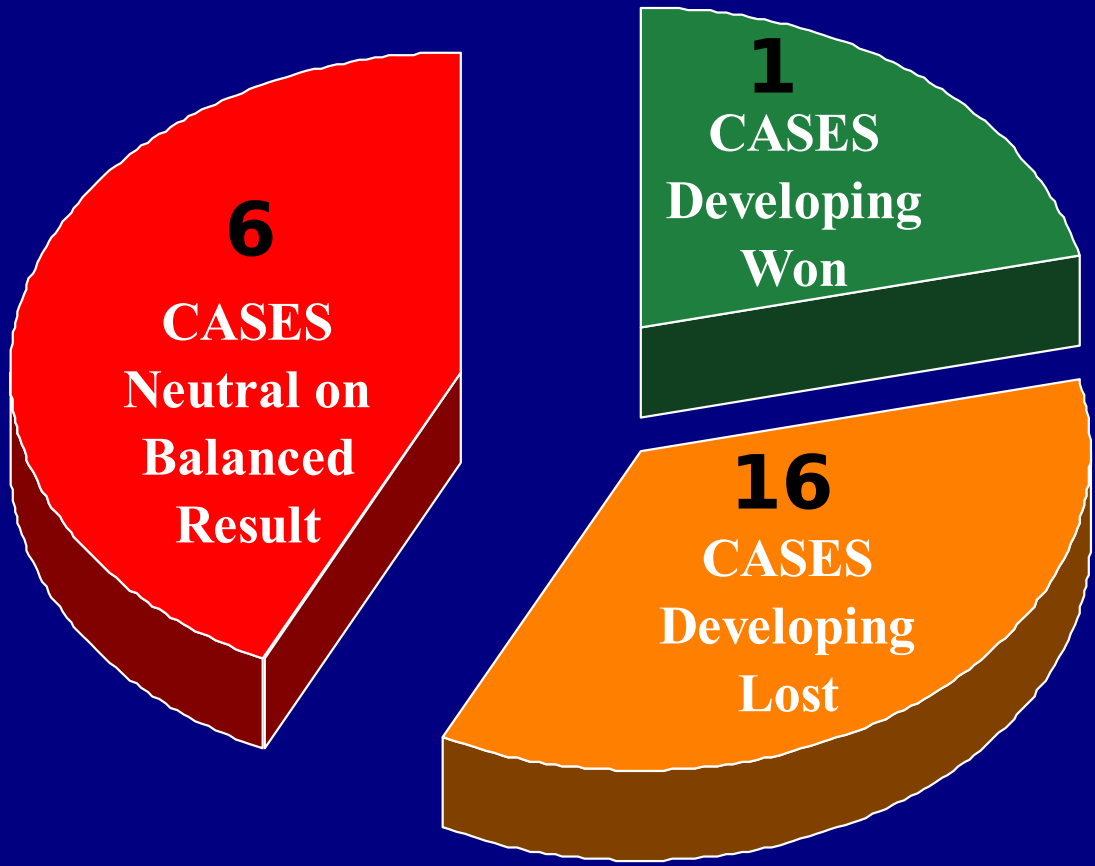 6
CASES
Neutral on
Balanced
Result
1
CASES
Developing
Won
16
CASES
Developing
Lost